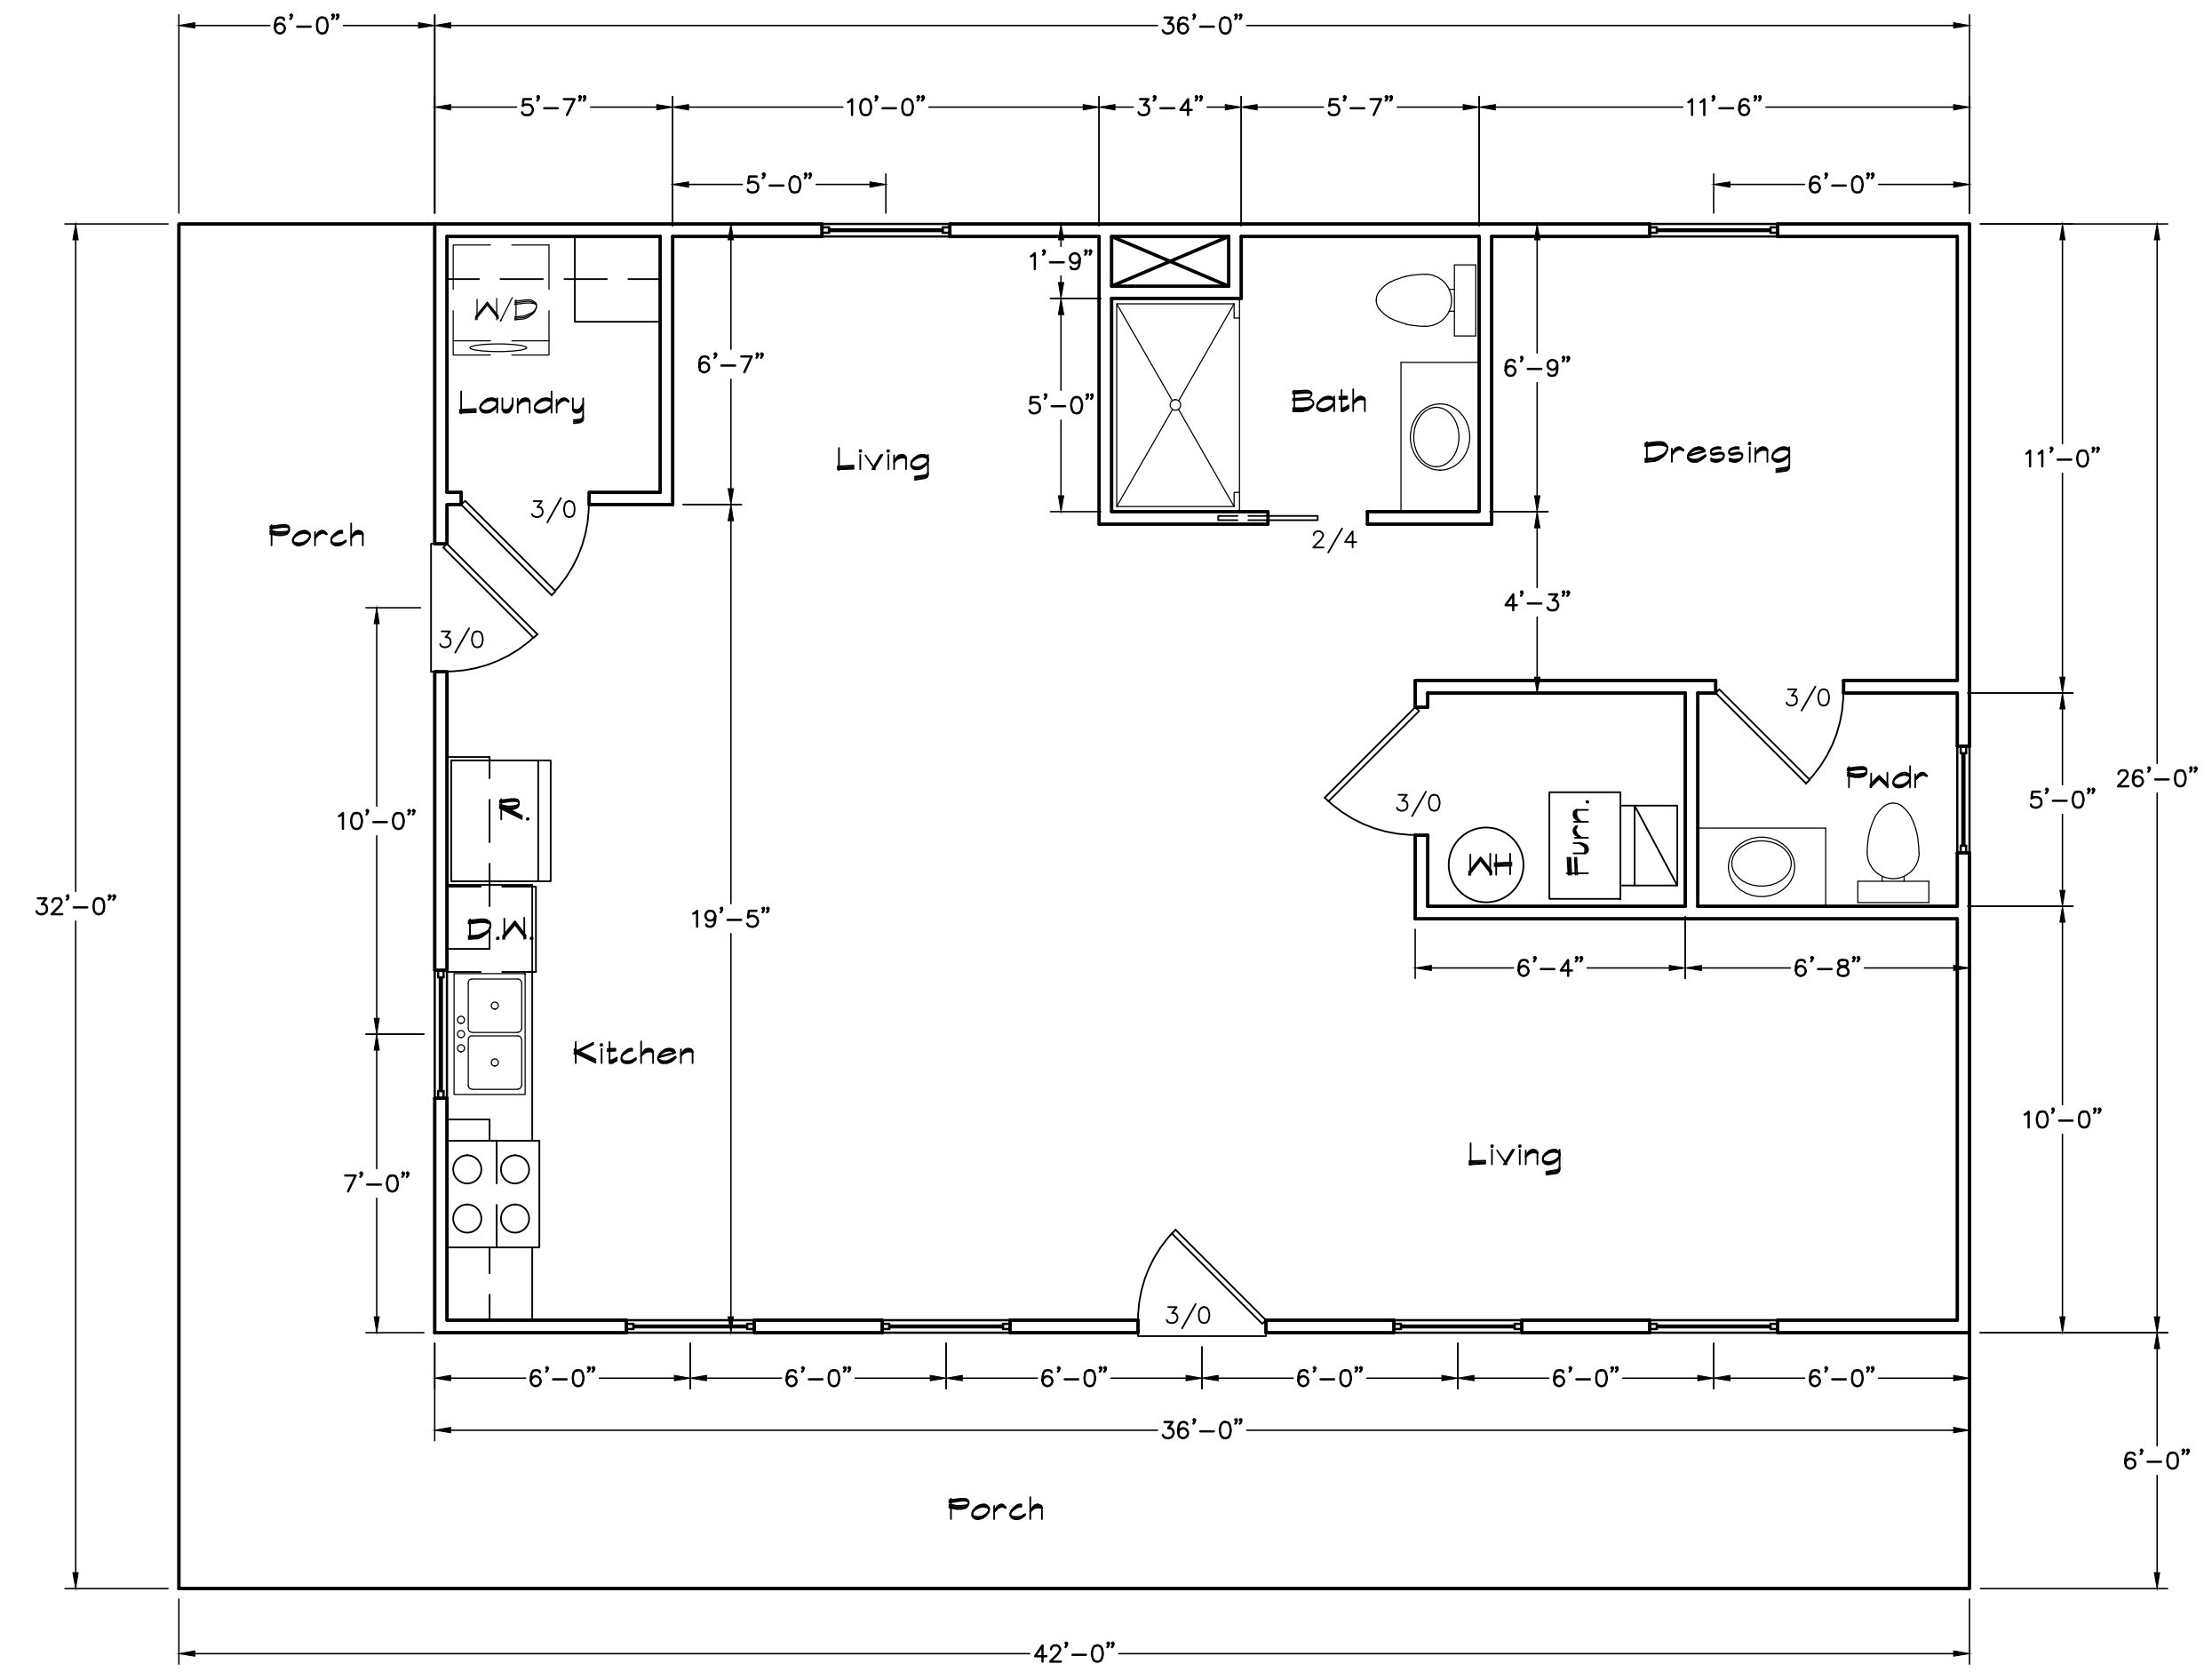 6'-0" 36'-0"
5'-7" 10'-0" 3'-4" 5'-7" 11'-6"
5'-0" 6'-0"
1'-9"
W/D
6'-7" 6'-9"
Laundry 5'-0" Bath
Living Dressing 11'-0"
3/0
Porch 2/4
4'-3"
3/0
3/0
Pwdr 26'-0"
R. 3/0 5'-0"
10'-0"
Furn.
WH
32'-0" D.W. 19'-5"
6'-4" 6'-8"
Kitchen
10'-0"
7'-0" Living
3/0
6'-0" 6'-0" 6'-0" 6'-0" 6'-0" 6'-0"
36'-0"
6'-0"
Porch
42'-0"